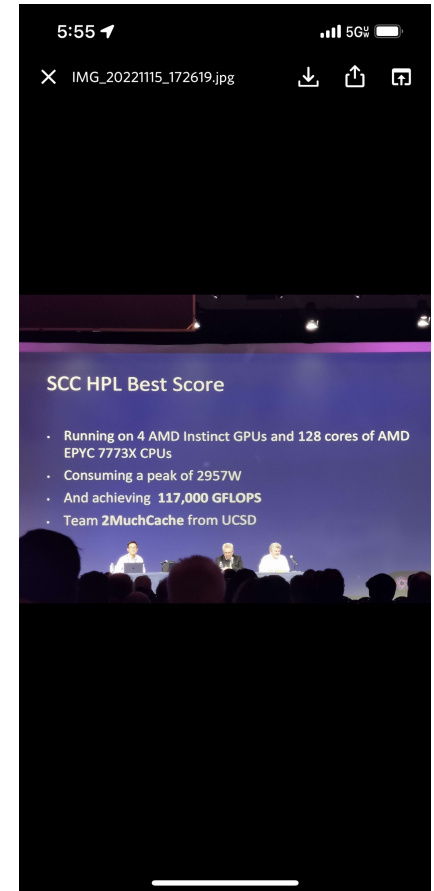 5:55
5G
IMG_20221115_172619.jpg
SCC HPL Best Score
· Running on 4 AMD Instinct GPUs and 128 cores of AMD
EPYC 7773X CPUs
· Consuming a peak of 2957W
· And achieving 117,000 GFLOPS
· Team 2MuchCache from UCSD